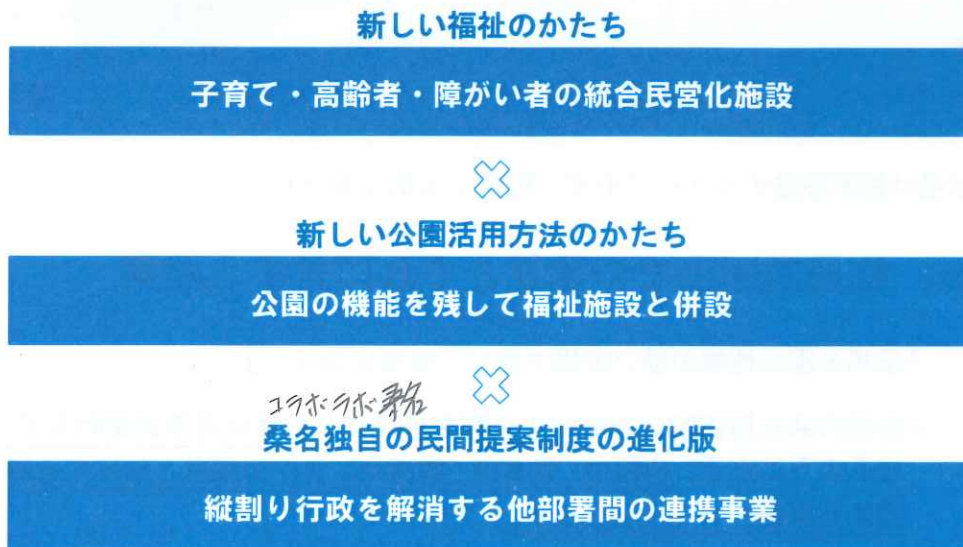 新しい福祉のかたち
子育て・高齢者・障がい者の統合民営化施設
新しい公園活用方法のかたち
公園の機能を残して福祉施設と併設
コラボラボ桑名
桑名独自の民間提案制度の進化版
縦割り行政を解消する他部署間の連携事業